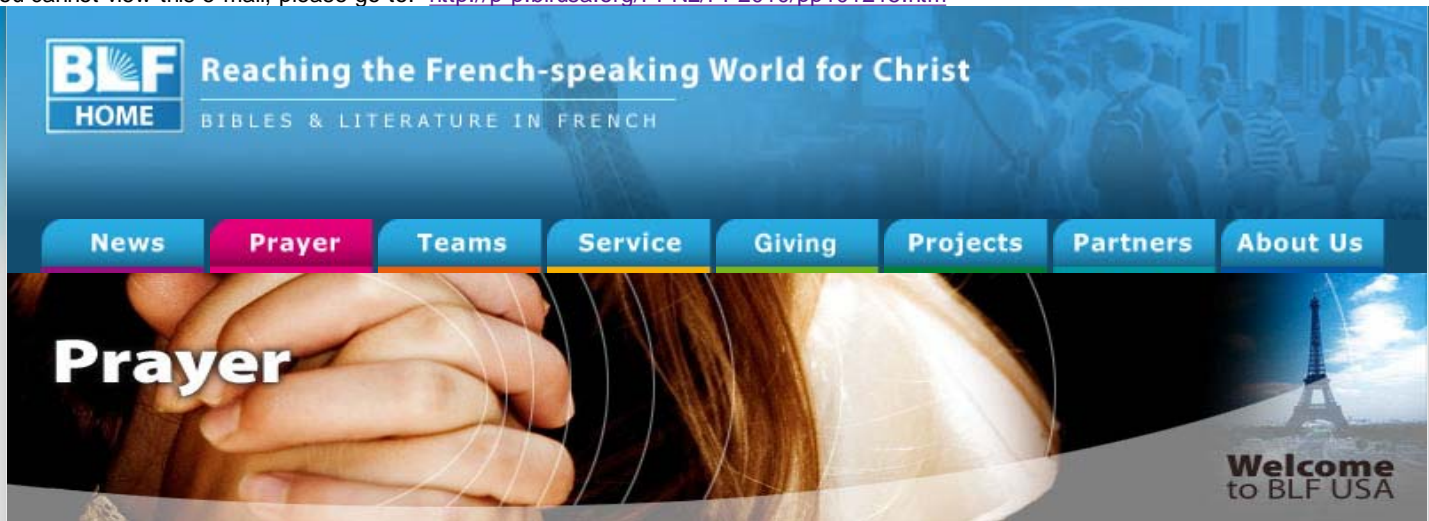 BLF
HOME
Reaching the French-speaking World for Christ
BIBLES & LITERATURE IN FRENCH
News Prayer Teams Service Giving Projects Partners About Us
Prayer
Welcome
to BLF USA